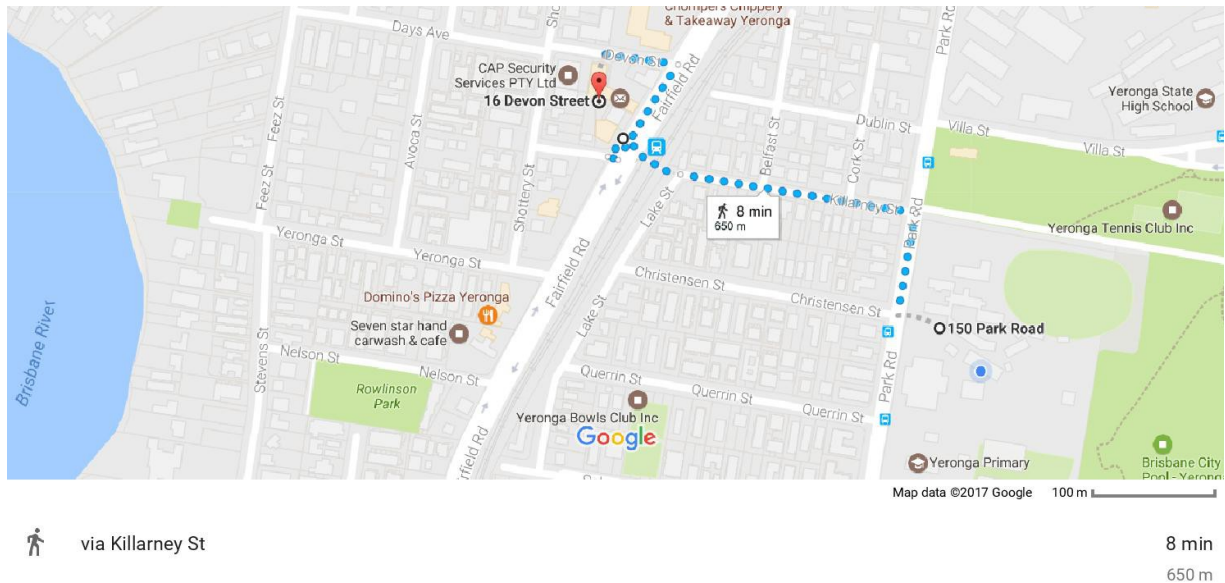 Chompers Chippery
& Takeaway Yeronga
Days Ave
Devon St
CAP Security
Services PTY Ltd
16 Devon Street
Fairfield Rd
Park Rd
Yeronga State
High School
Feez St
Feez St
Avoca St
Shottery St
Dublin St
Villa St
Villa St
Belfast St
Cork St
Killarney St
8 min
650 m
Lake St
Park Rd
Yeronga Tennis Club Inc
Yeronga St
Yeronga St
Fairfield Rd
Christensen St
Christensen St
Domino's Pizza Yeronga
Seven star hand
carwash & cafe
Lake St
150 Park Road
Brisbane River
Stevens St
Nelson St
Nelson St
Rowlinson
Park
Querrin St
Querrin St
Querrin St
Park Rd
Yeronga Bowls Club Inc
Google
Yeronga Primary
Brisbane City
Pool - Yeronga
Map data ©2017 Google
100 m
via Killarney St
8 min
650 m